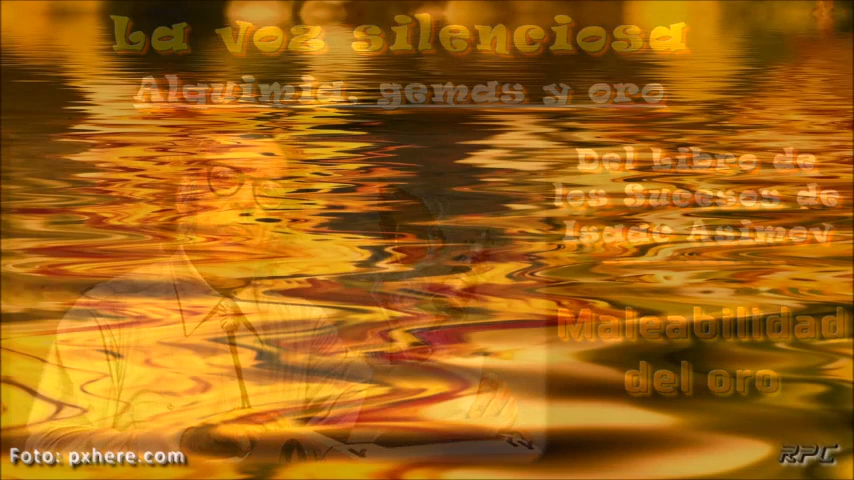 La voz silenciosa
Alquimia, gemas y oro
Del Libro de
los Sucesos de
Isaac Asimov
Maleabilidad
del oro
Foto: pxhere.com
RPC